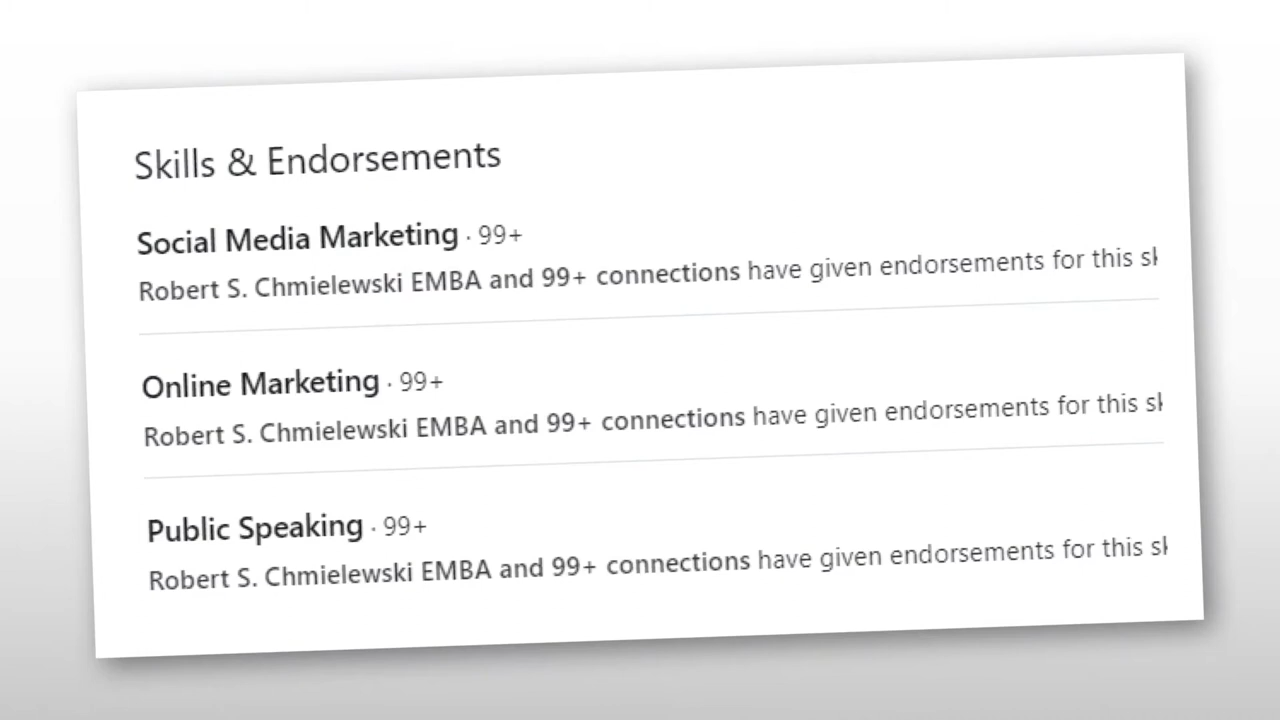 Skills & Endorsements
Social Media Marketing · 99+
Robert S. Chmielewski EMBA and 99+ connections have given endorsements for this
Online Marketing · 99+
Robert S. Chmielewski EMBA and 99+ connections have given endorsements for this
Public Speaking · 99+
Robert S. Chmielewski EMBA and 99+ connections have given endorsements for this